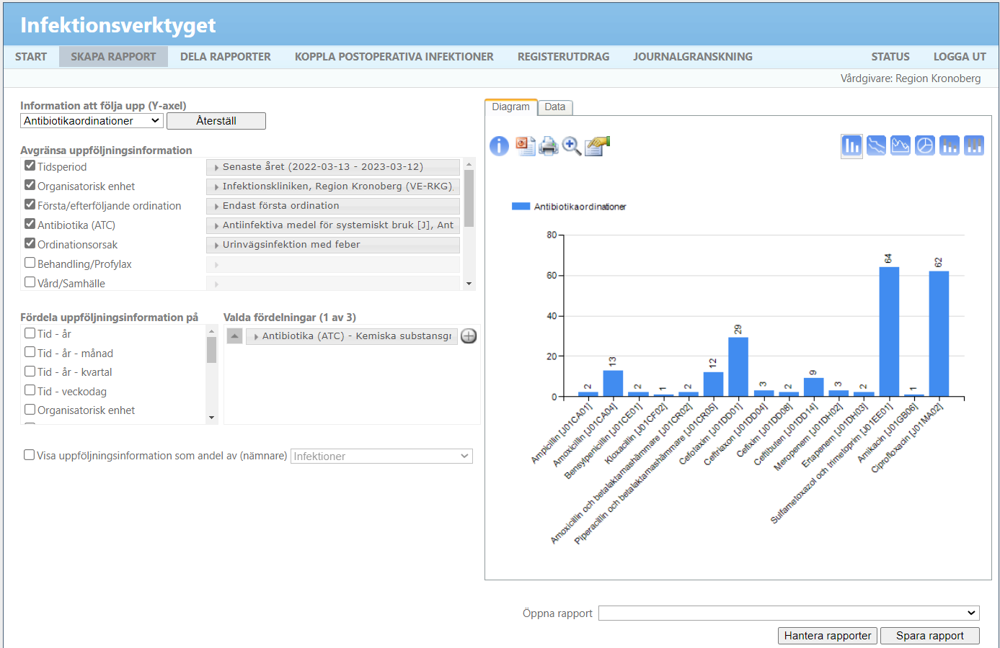 Infektionsverktyget
START SKAPA RAPPORT DELA RAPPORTER KOPPLA POSTOPERATIVA INFEKTIONER REGISTERUTDRAG JOURNALGRANSKNING STATUS LOGGA UT
Vårdgivare: Region Kronoberg
Information att följa upp (Y-axel)
Antibiotikaordinationer Återställ
Avgränsa uppföljningsinformation
Tidsperiod Senaste året (2022-03-13 - 2023-03-12)
Organisatorisk enhet Infektionskliniken, Region Kronoberg (VE-RKG),
Första/efterföljande ordination Endast första ordination
Antibiotika (ATC) Antiinfektiva medel för systemiskt bruk [J], Ant
Ordinationsorsak Urinvägsinfektion med feber
Behandling/Profylax
Vård/Samhälle
Fördela uppföljningsinformation på
Tid - år
Tid - år - månad
Tid - år - kvartal
Tid - veckodag
Organisatorisk enhet
Valda fördelningar (1 av 3)
Antibiotika (ATC) - Kemiska substansgr
Visa uppföljningsinformation som andel av (nämnare) Infektioner
Diagram Data
Antibiotikaordinationer
80
60
40
20
0
2 13 2 1 2 12 29 3 2 9 3 2 64 1 62
Ampicillin [J01CA01]
Amoxicillin [J01CA04]
Bensylpenicillin [J01CE01]
Kloxacillin [J01CF02]
Amoxicillin och betalaktamashämmare [J01CR02]
Piperacillin och betalaktamashämmare [J01CR05]
Cefotaxim [J01DD01]
Ceftriaxon [J01DD04]
Cefixim [J01DD08]
Ceftibuten [J01DD14]
Meropenem [J01DH02]
Ertapenem [J01DH03]
Sulfametoxazol och trimetoprim [J01EE01]
Amikacin [J01GB06]
Ciprofloxacin [J01MA02]
Öppna rapport
Hantera rapporter Spara rapport